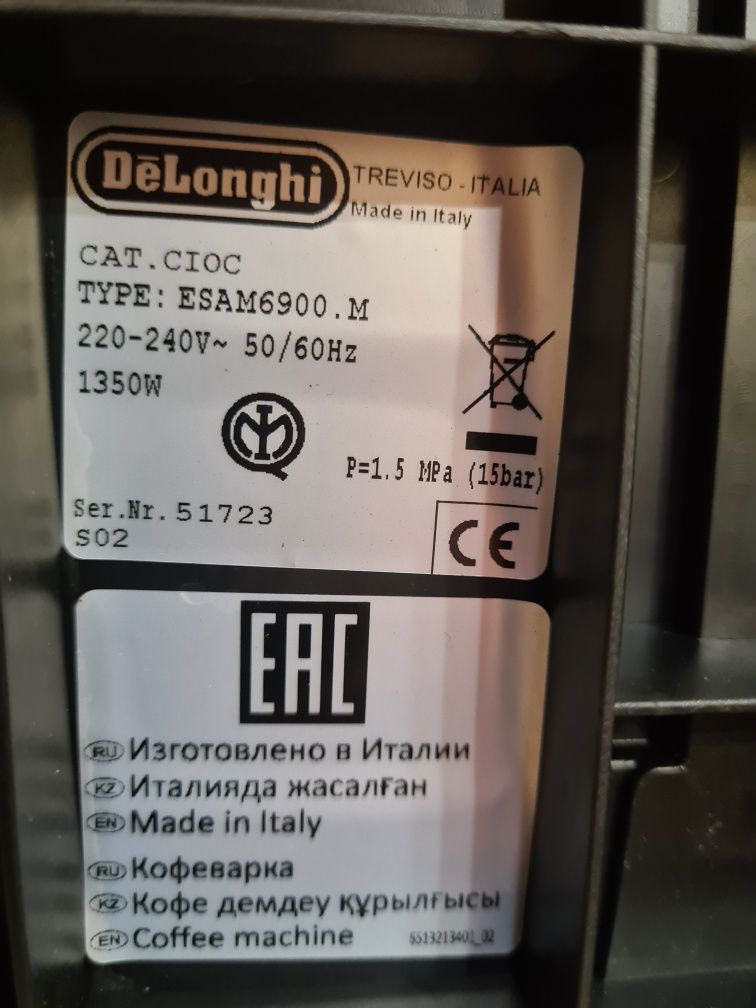 DēLonghi TREVISO - ITALIA
Made in Italy
CAT.CIOC
TYPE: ESAM6900.M
220-240V~ 50/60Hz
1350W
P=1.5 MPa (15bar)
Ser.Nr. 51723
S02
CE
EAC
RU Изготовлено в Италии
KZ Италияда жасалған
EN Made in Italy
RU Кофеварка
KZ Кофе демдеу құрылғысы
EN Coffee machine 5513213401_02